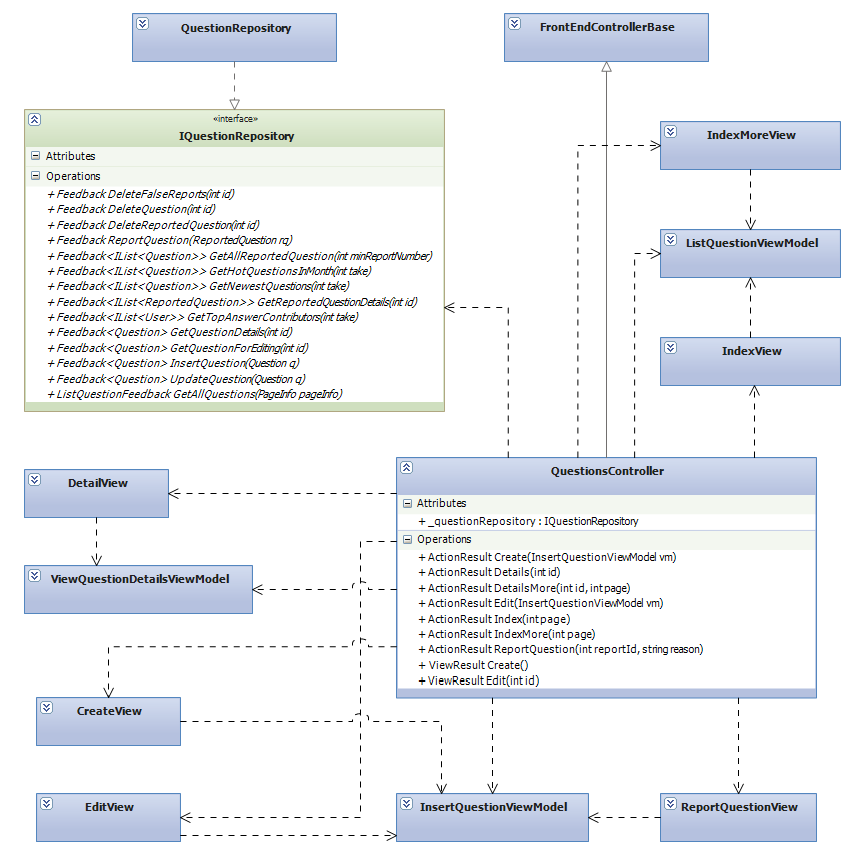 QuestionRepository
FrontEndControllerBase
«interface»
IQuestionRepository
Attributes
Operations
+ Feedback DeleteFalseReports(int id)
+ Feedback DeleteQuestion(int id)
+ Feedback DeleteReportedQuestion(int id)
+ Feedback ReportQuestion(ReportedQuestion rq)
+ Feedback<IList<Question>> GetAllReportedQuestion(int minReportNumber)
+ Feedback<IList<Question>> GetHotQuestionsInMonth(int take)
+ Feedback<IList<Question>> GetNewestQuestions(int take)
+ Feedback<IList<ReportedQuestion>> GetReportedQuestionDetails(int id)
+ Feedback<IList<User>> GetTopAnswerContributors(int take)
+ Feedback<Question> GetQuestionDetails(int id)
+ Feedback<Question> GetQuestionForEditing(int id)
+ Feedback<Question> InsertQuestion(Question q)
+ Feedback<Question> UpdateQuestion(Question q)
+ ListQuestionFeedback GetAllQuestions(PageInfo pageInfo)
IndexMoreView
ListQuestionViewModel
IndexView
QuestionsController
Attributes
+ _questionRepository : IQuestionRepository
Operations
+ ActionResult Create(InsertQuestionViewModel vm)
+ ActionResult Details(int id)
+ ActionResult DetailsMore(int id, int page)
+ ActionResult Edit(InsertQuestionViewModel vm)
+ ActionResult Index(int page)
+ ActionResult IndexMore(int page)
+ ActionResult ReportQuestion(int reportId, string reason)
+ ViewResult Create()
+ ViewResult Edit(int id)
DetailView
ViewQuestionDetailsViewModel
CreateView
EditView
InsertQuestionViewModel
ReportQuestionView